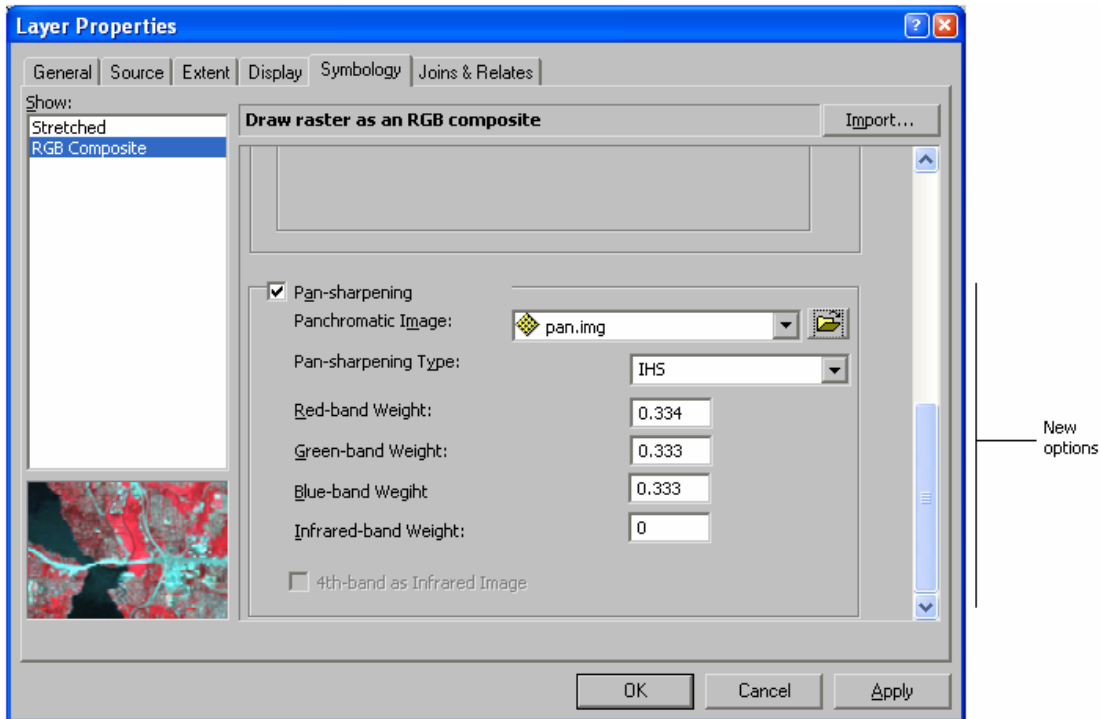 Layer Properties
General Source Extent Display Symbology Joins & Relates
Show:
Stretched
RGB Composite
Draw raster as an RGB composite
Import...
Pan-sharpening
Panchromatic Image: pan.img
Pan-sharpening Type: IHS
Red-band Weight: 0.334
Green-band Weight: 0.333
Blue-band Wegiht 0.333
Infrared-band Weight: 0
4th-band as Infrared Image
New
options
OK Cancel Apply